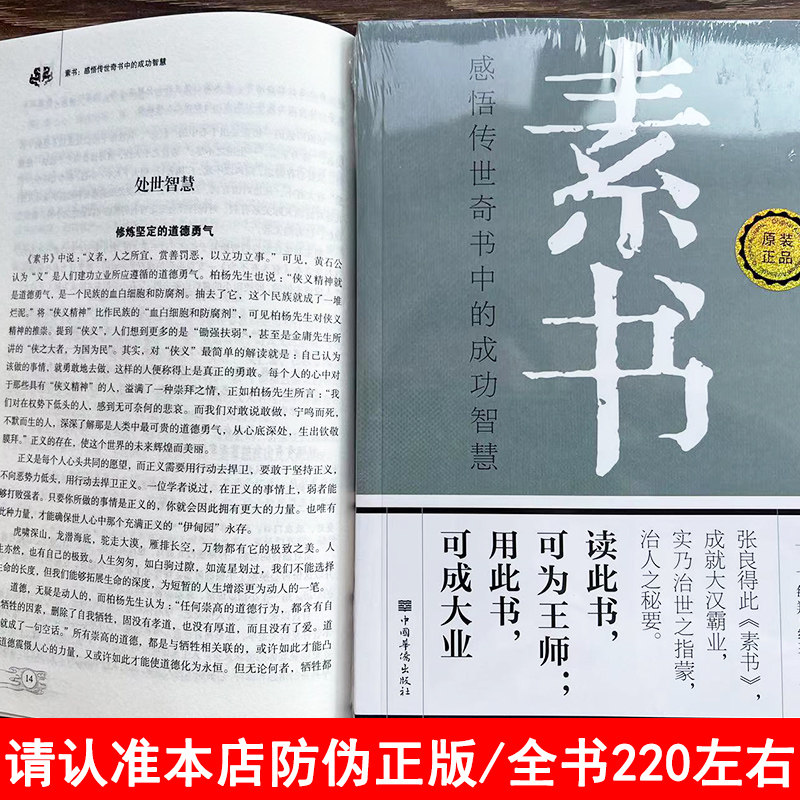 素书：感悟传世奇书中的成功智慧
处世智慧
修炼坚定的道德勇气
《素书》中说：“义者，人之所宜，赏善罚恶，以立功立事。”可见，黄石公
认为“义”是人们建功立业所应遵循的道德勇气。柏杨先生也说：“侠义精神就
是道德勇气，是一个民族的血白细胞和防腐剂。抽去了它，这个民族就成了一堆
烂泥。”将“侠义精神”比作民族的“血白细胞和防腐剂”，可见柏杨先生对侠义
精神的推崇。提到“侠义”，人们想到更多的是“锄强扶弱”，甚至是金庸先生所
讲的“侠之大者，为国为民”。其实，对“侠义”最简单的解读就是：自己认为
该做的事情，就勇敢地去做，这样的人便称得上是真正的勇敢。每个人的心中对
于那些具有“侠义精神”的人，溢满了一种崇拜之情，正如柏杨先生所言：“我
们对在权势下低头的人，感到无可奈何的悲哀。而我们对敢说敢做，宁鸣而死，
不默而生的人，深深了解那是人类中最可贵的道德勇气，从心底深处，生出钦敬
膜拜。”正义的存在，使这个世界的未来辉煌而美丽。
正义是每个人心头共同的愿望，而正义需要用行动去捍卫，要敢于坚持正义，
不向恶势力低头，用行动去捍卫正义。一位学者说过，在正义的事情上，弱者能
够打败强者。只要你所做的事情是正义的，你就会因此拥有更大的力量。也唯有
此种力量，才能确保世人心中那个充满正义的“伊甸园”永存。
虎啸深山，龙潜海底，驼走大漠，雁排长空，万物都有它的极致之美。人
生亦然，也有自己的极致。人生匆匆，如白驹过隙，如流星划过，我们不能选择
命的长度，但我们能够拓展生命的深度，为短暂的人生增添更为动人的一笔。
道德，无疑是动人的，而柏杨先生认为：“任何崇高的道德行为，都含有自
牺牲的因素，删除了自我牺牲，固没有孝道，也没有厚道，而且没有了爱。道
就成了一句空话。”所有崇高的道德，都是与牺牲相关联的，或许如此才能凸
道德震慑人心的力量，又或许如此才能使道德化为永恒。但无论何者，牺牲都
14
素书
感悟传世奇书中的成功智慧
原装
正品
张良得此《素书》，
成就大汉霸业，
实乃治世之指蒙，
治人之秘要。
读此书，
可为王师；
用此书，
可成大业
中国华侨出版社
请认准本店防伪正版/全书220左右